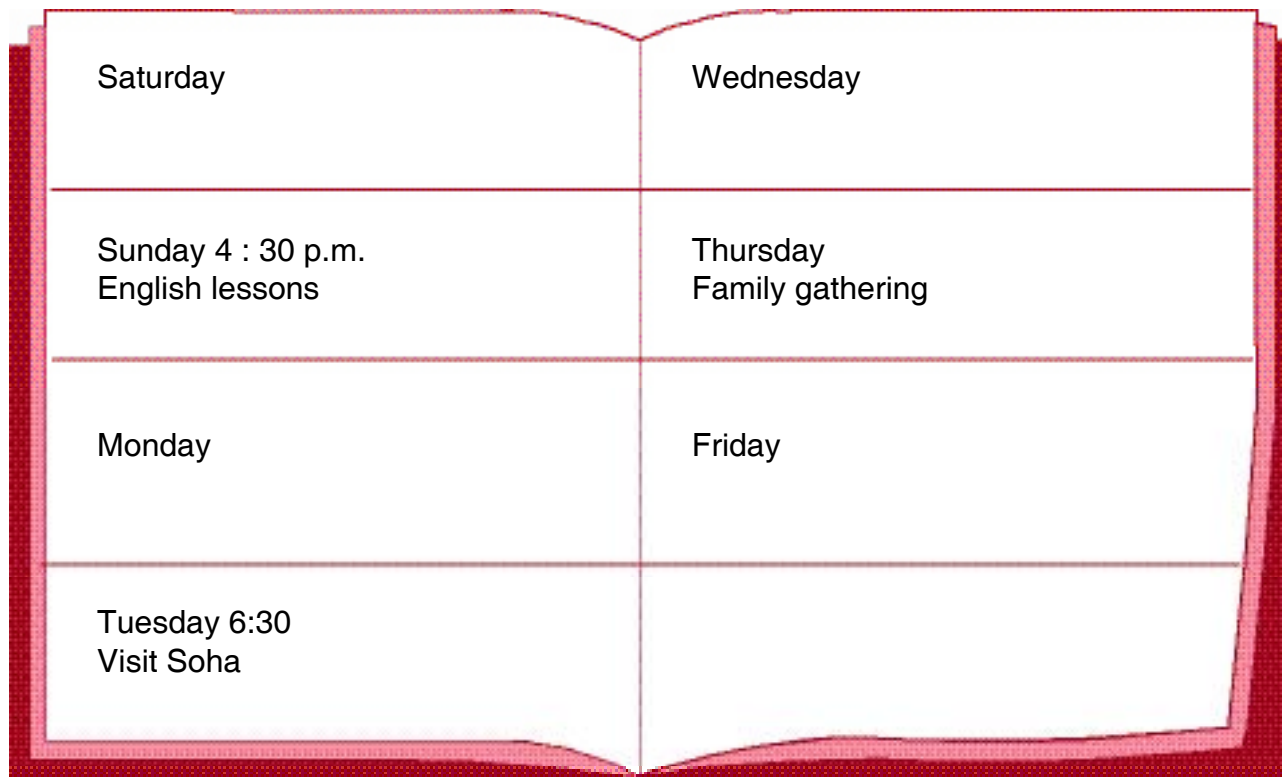 Saturday
Sunday 4 : 30 p.m.
English lessons
Monday
Tuesday 6:30
Visit Soha
Wednesday
Thursday
Family gathering
Friday